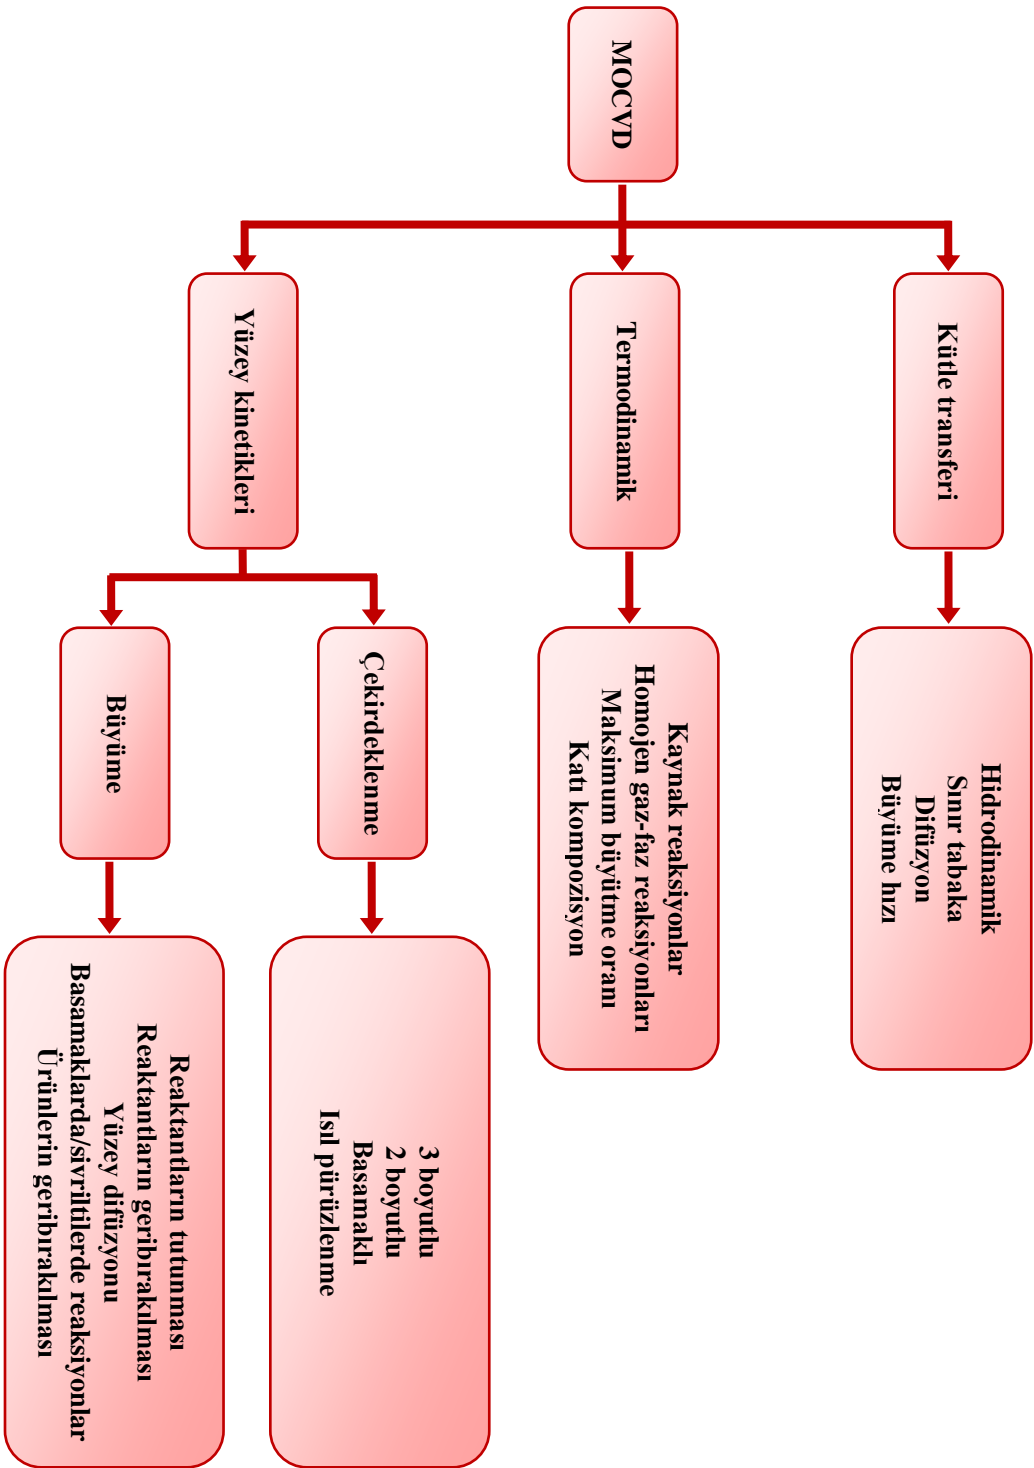 MOCVD
Kütle transferi
Termodinamik
Yüzey kinetikleri
Hidrodinamik
Sınır tabaka
Difüzyon
Büyüme hızı
Kaynak reaksiyonlar
Homojen gaz-faz reaksiyonları
Maksimum büyütme oranı
Katı kompozisyon
Çekirdeklenme
Büyüme
3 boyutlu
2 boyutlu
Basamaklı
Isıl pürüzlenme
Reaktantların tutunması
Reaktantların geribırakılması
Yüzey difüzyonu
Basamaklarda/sivriltilerde reaksiyonlar
Ürünlerin geribırakılması